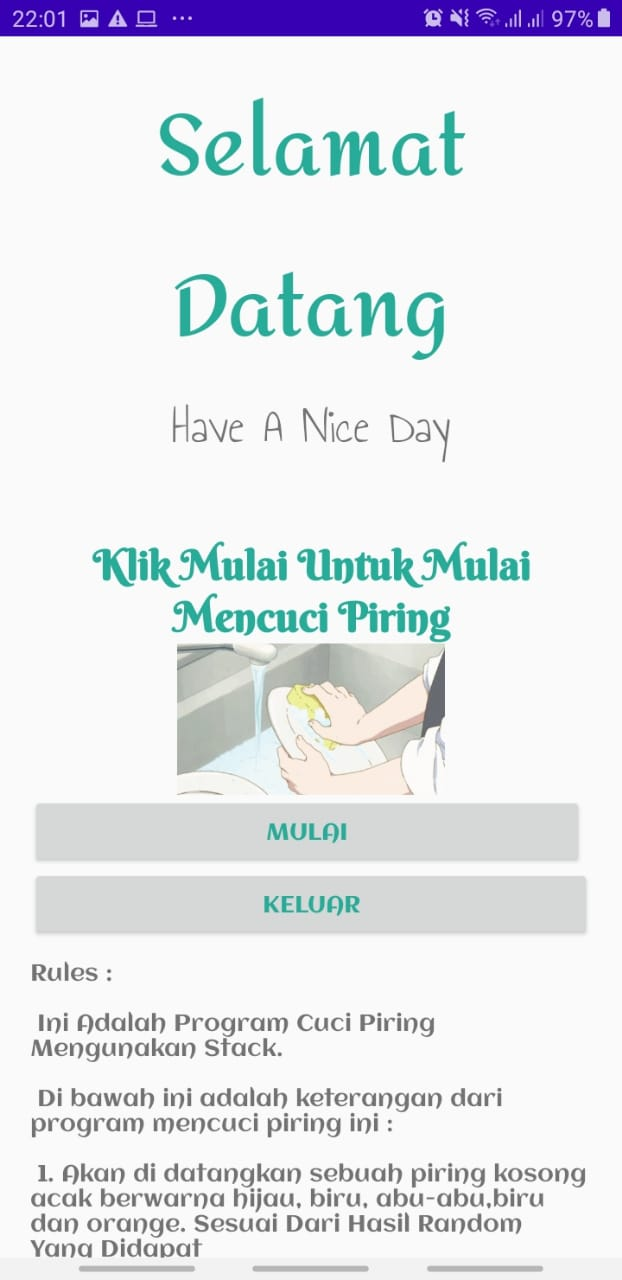 22:01 97%
Selamat
Datang
Have A Nice Day
Klik Mulai Untuk Mulai
Mencuci Piring
MULAI
KELUAR
Rules :
Ini Adalah Program Cuci Piring
Mengunakan Stack.
Di bawah ini adalah keterangan dari
program mencuci piring ini :
1. Akan di datangkan sebuah piring kosong
acak berwarna hijau, biru, abu-abu,biru
dan orange. Sesuai Dari Hasil Random
Yang Didapat